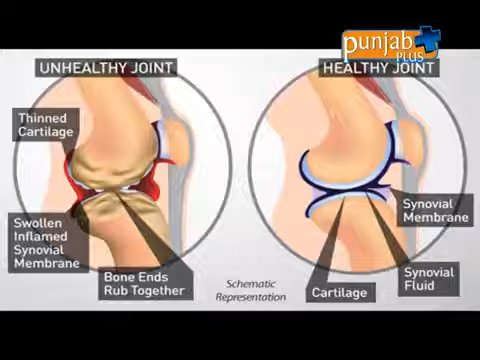 punjab
PLUS
UNHEALTHY JOINT
HEALTHY JOINT
Thinned
Cartilage
Swollen
Inflamed
Synovial
Membrane
Bone Ends
Rub Together
Schematic
Representation
Cartilage
Synovial
Membrane
Synovial
Fluid